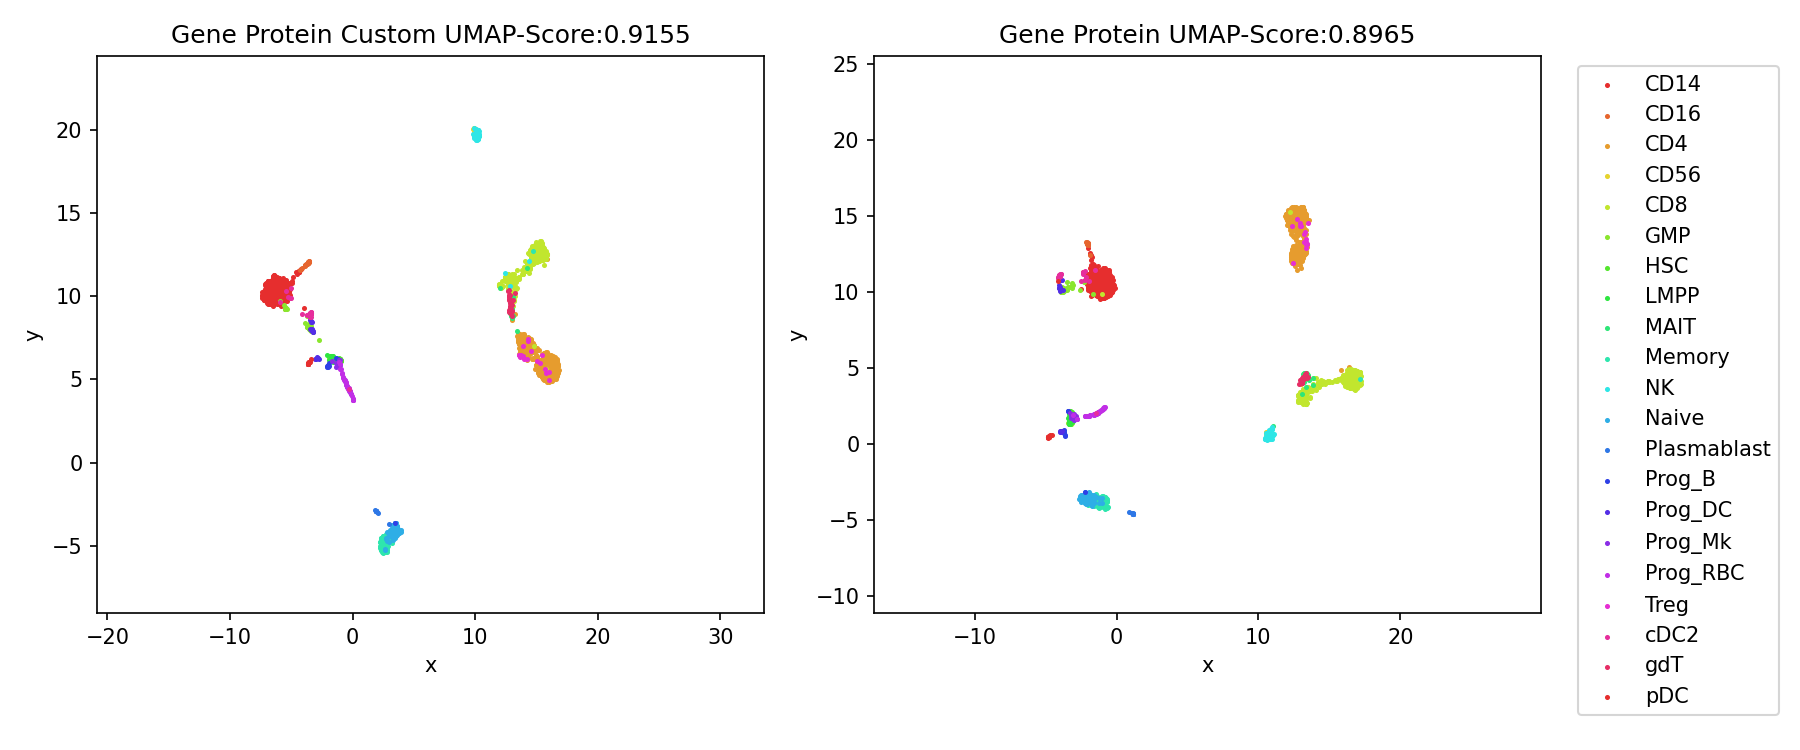 Gene Protein Custom UMAP-Score:0.9155
20
15
10
5
0
−5
y
−20
−10
0
10
20
30
x
Gene Protein UMAP-Score:0.8965
25
20
15
10
5
0
−5
−10
y
−10
0
10
20
x
CD14
CD16
CD4
CD56
CD8
GMP
HSC
LMPP
MAIT
Memory
NK
Naive
Plasmablast
Prog_B
Prog_DC
Prog_Mk
Prog_RBC
Treg
cDC2
gdT
pDC